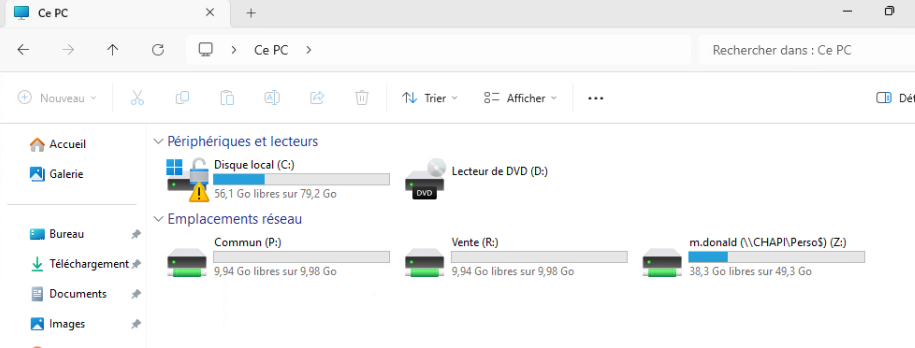 Ce PC
Ce PC
Rechercher dans : Ce PC
Nouveau
Trier
Afficher
Dét
Accueil
Galerie
Bureau
Téléchargement
Documents
Images
Périphériques et lecteurs
Disque local (C:)
56,1 Go libres sur 79,2 Go
Lecteur de DVD (D:)
DVD
Emplacements réseau
Commun (P:)
9,94 Go libres sur 9,98 Go
Vente (R:)
9,94 Go libres sur 9,98 Go
m.donald (\\CHAPI\Perso$) (Z:)
38,3 Go libres sur 49,3 Go